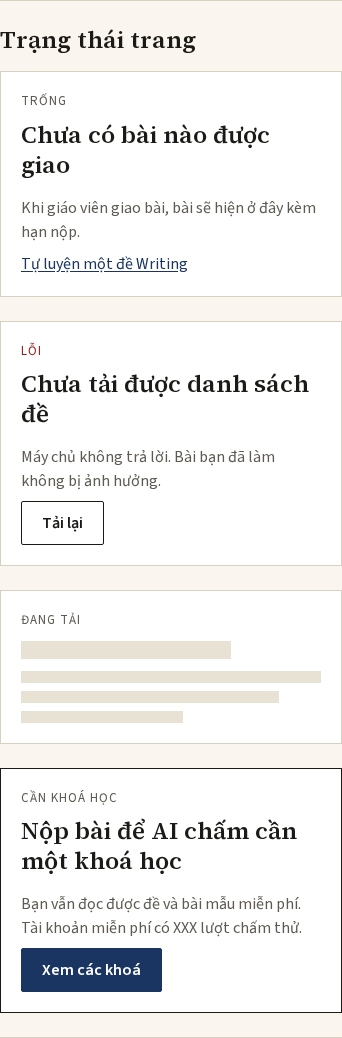 Trạng thái trang
TRỐNG
Chưa có bài nào được
giao
Khi giáo viên giao bài, bài sẽ hiện ở đây kèm
hạn nộp.
Tự luyện một đề Writing
LỖI
Chưa tải được danh sách
đề
Máy chủ không trả lời. Bài bạn đã làm
không bị ảnh hưởng.
Tải lại
ĐANG TẢI
CẦN KHOÁ HỌC
Nộp bài để AI chấm cần
một khoá học
Bạn vẫn đọc được đề và bài mẫu miễn phí.
Tài khoản miễn phí có XXX lượt chấm thử.
Xem các khoá